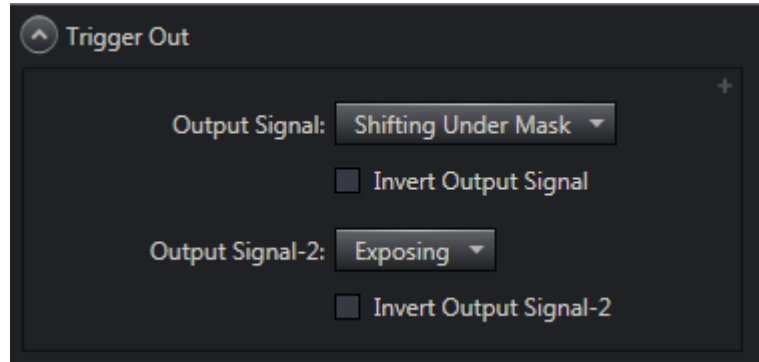 Trigger Out
Output Signal: Shifting Under Mask
Invert Output Signal
Output Signal-2: Exposing
Invert Output Signal-2